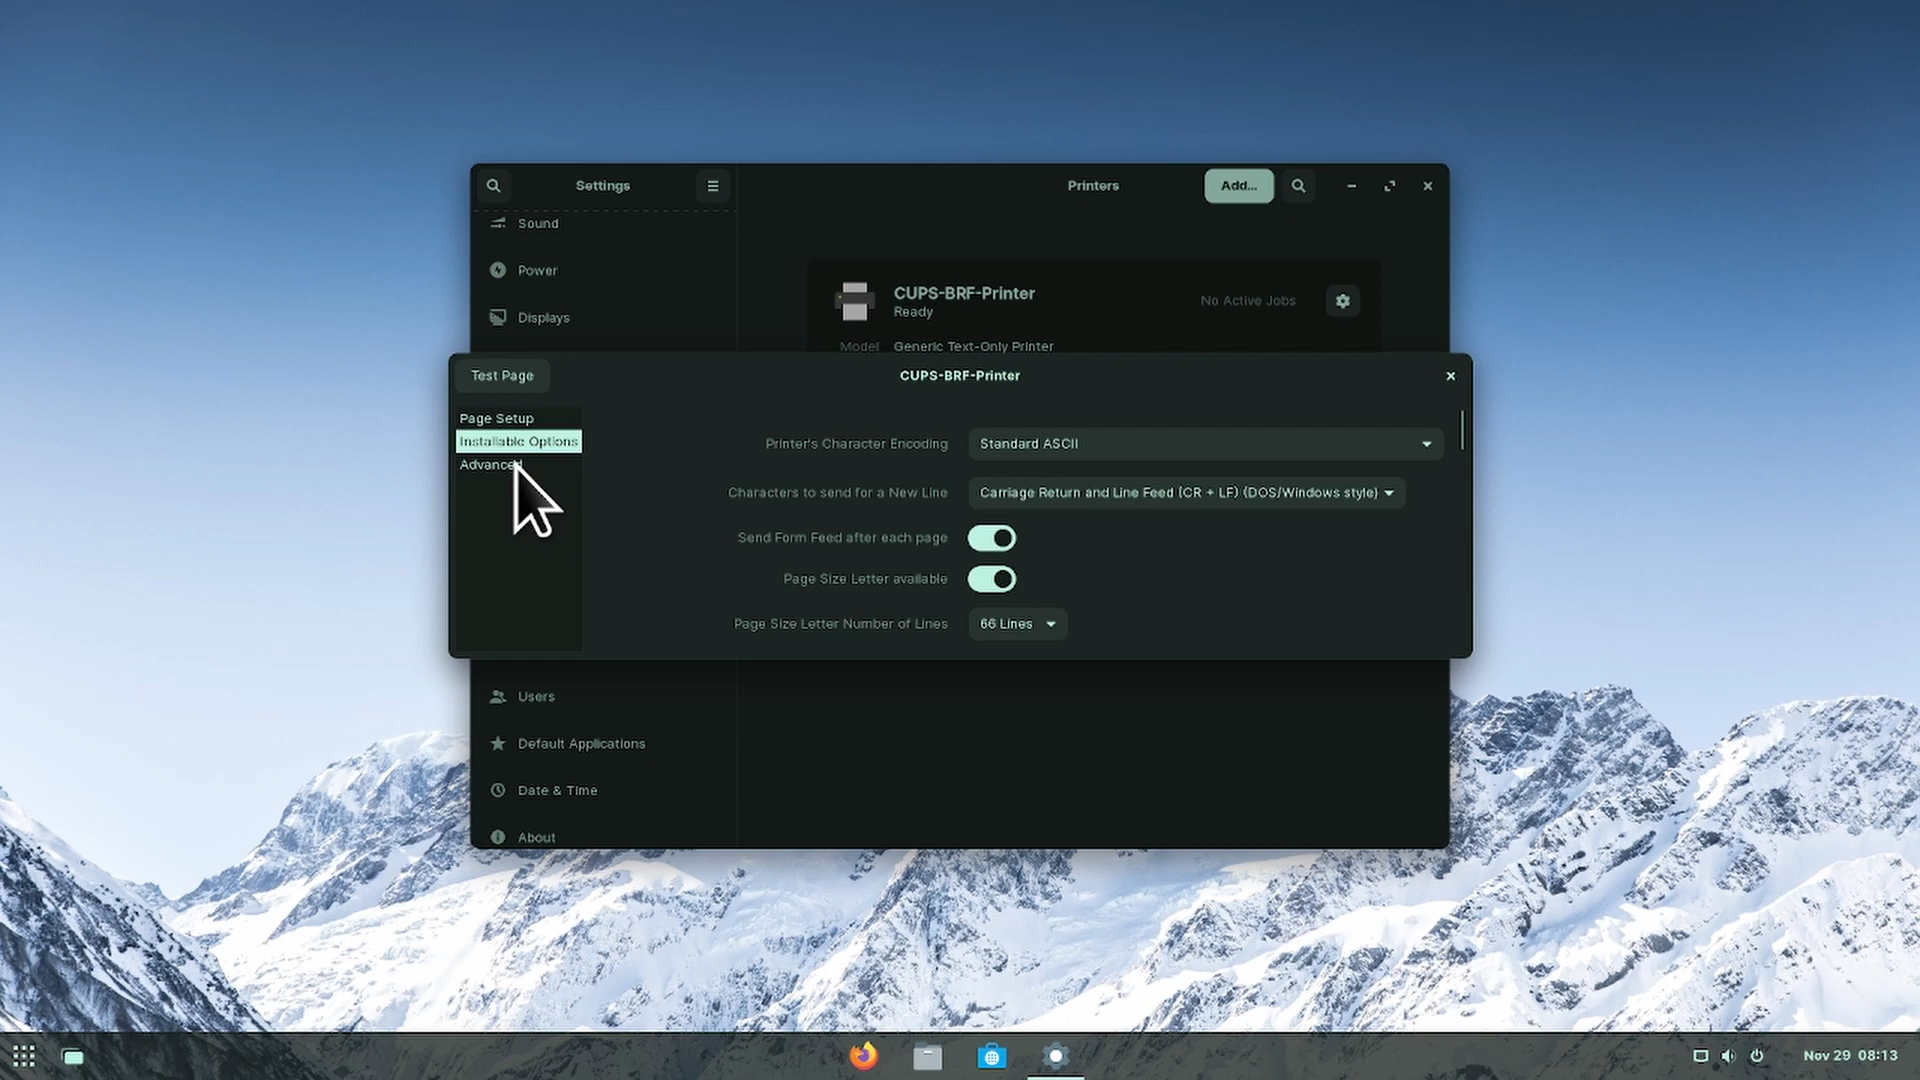 Settings
Printers
Add...
Sound
Power
Displays
CUPS-BRF-Printer
Ready
No Active Jobs
Model Generic Text-Only Printer
Test Page
CUPS-BRF-Printer
Page Setup
Installable Options
Advanced
Printer's Character Encoding Standard ASCII
Characters to send for a New Line Carriage Return and Line Feed (CR + LF) (DOS/Windows style)
Send Form Feed after each page
Page Size Letter available
Page Size Letter Number of Lines 66 Lines
Users
Default Applications
Date & Time
About
Nov 29 08:13